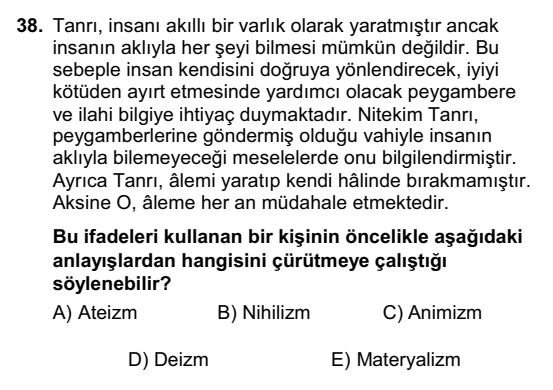 38. Tanrı, insanı akıllı bir varlık olarak yaratmıştır ancak
insanın aklıyla her şeyi bilmesi mümkün değildir. Bu
sebeple insan kendisini doğruya yönlendirecek, iyiyi
kötüden ayırt etmesinde yardımcı olacak peygambere
ve ilahi bilgiye ihtiyaç duymaktadır. Nitekim Tanrı,
peygamberlerine göndermiş olduğu vahiyle insanın
aklıyla bilemeyeceği meselelerde onu bilgilendirmiştir.
Ayrıca Tanrı, âlemi yaratıp kendi hâlinde bırakmamıştır.
Aksine O, âleme her an müdahale etmektedir.
Bu ifadeleri kullanan bir kişinin öncelikle aşağıdaki
anlayışlardan hangisini çürütmeye çalıştığı
söylenebilir?
A) Ateizm B) Nihilizm C) Animizm
D) Deizm E) Materyalizm